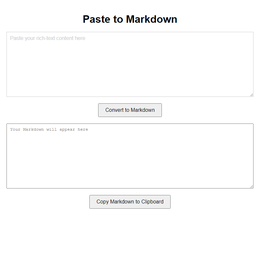 Paste to Markdown
Paste your rich text content here
Convert to Markdown
Your Markdown will appear here
Copy Markdown to Clipboard